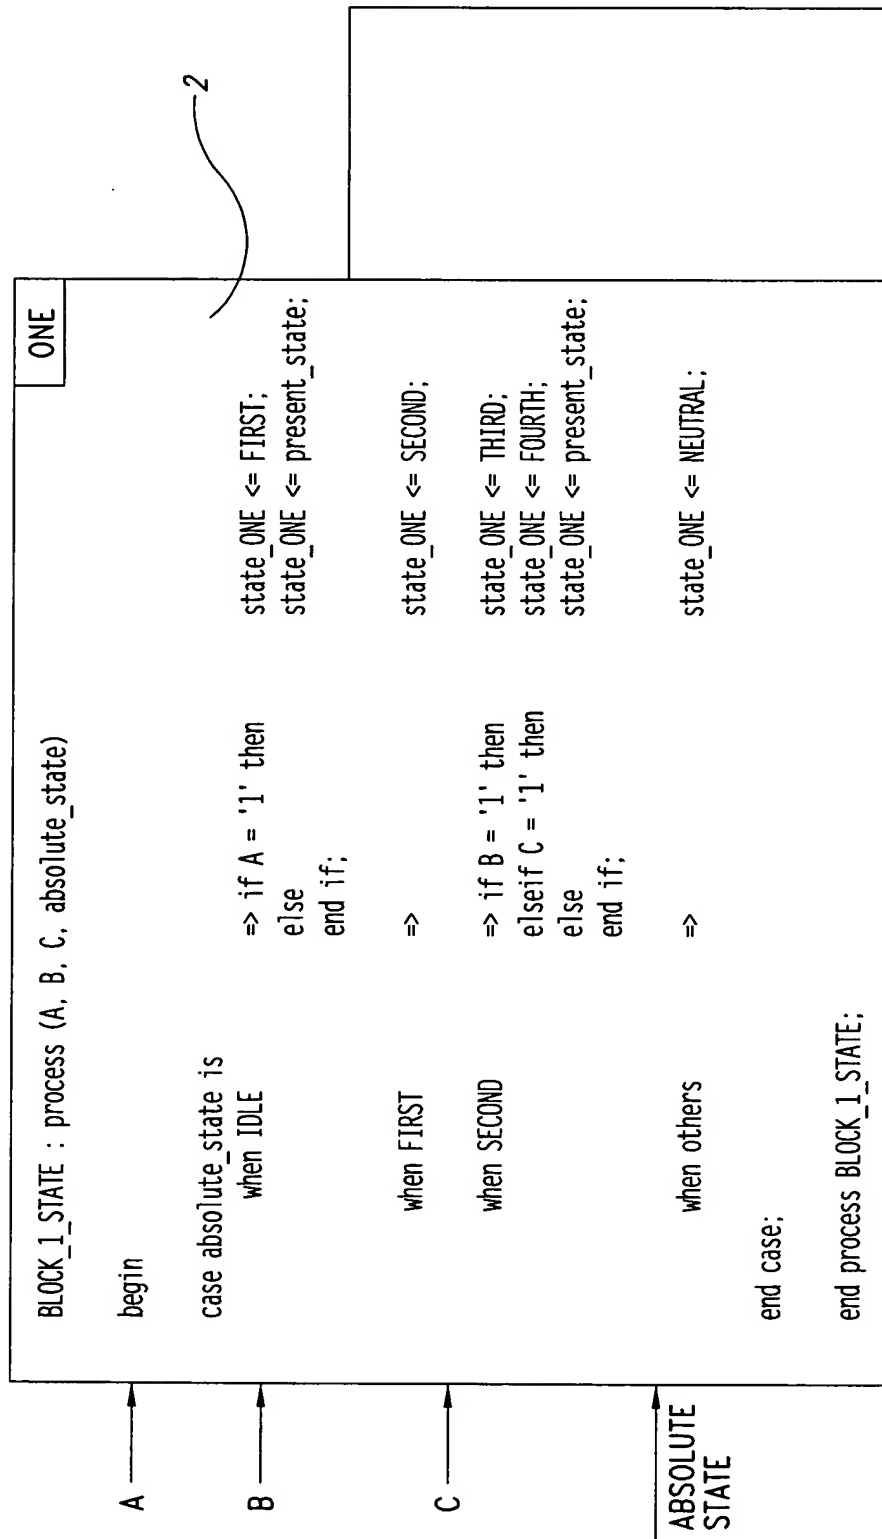 ONE
2
BLOCK_1_STATE : process (A, B, C, absolute_state)
begin
case absolute_state is
when IDLE => if A = '1' then state_ONE <= FIRST;
else state_ONE <= present_state;
end if;
when FIRST => state_ONE <= SECOND;
when SECOND => if B = '1' then state_ONE <= THIRD;
elseif C = '1' then state_ONE <= FOURTH;
else state_ONE <= present_state;
end if;
when others => state_ONE <= NEUTRAL;
end case;
end process BLOCK_1_STATE;
A
B
C
ABSOLUTE
STATE